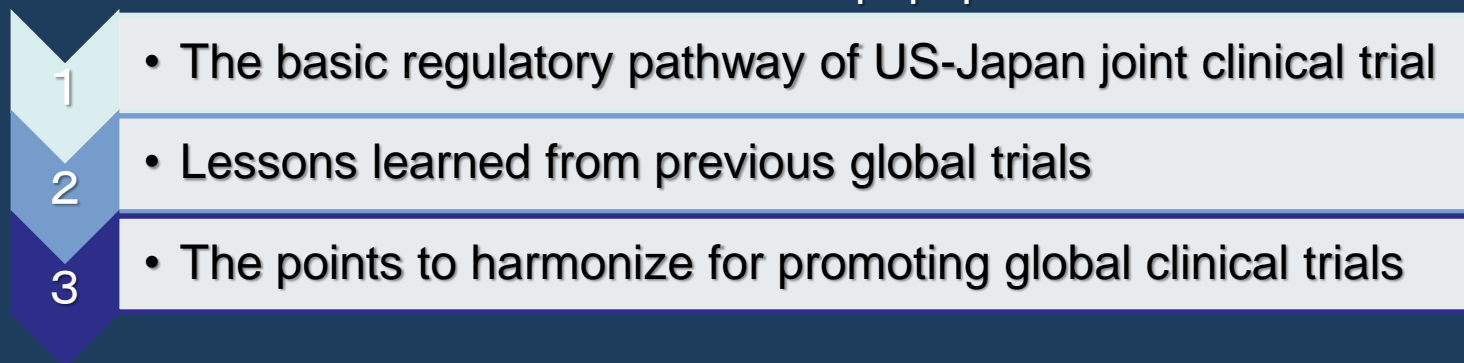 1
• The basic regulatory pathway of US-Japan joint clinical trial
2
• Lessons learned from previous global trials
3
• The points to harmonize for promoting global clinical trials